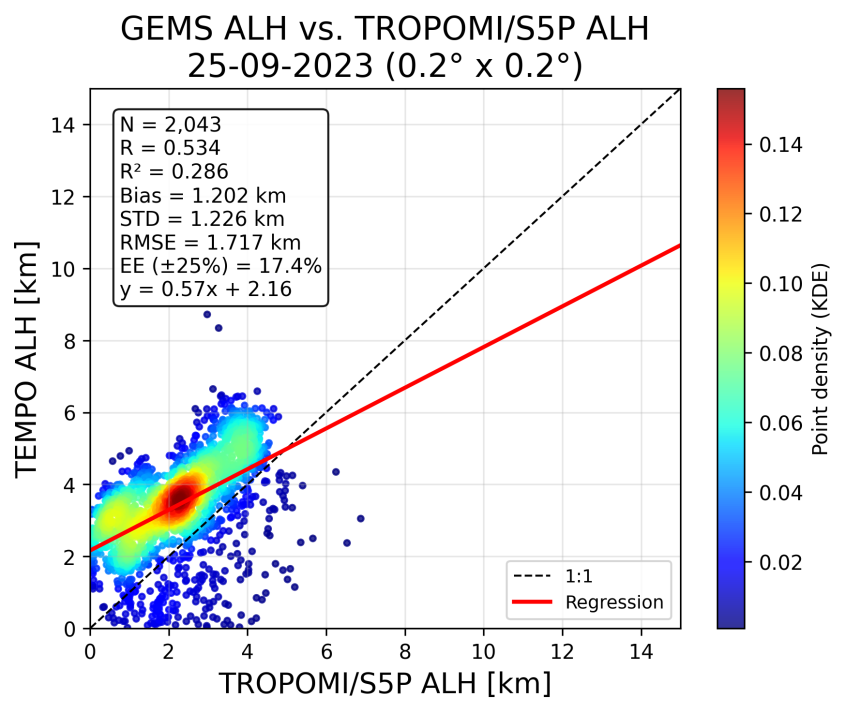 GEMS ALH vs. TROPOMI/S5P ALH
25-09-2023 (0.2° x 0.2°)
N = 2,043
R = 0.534
R² = 0.286
Bias = 1.202 km
STD = 1.226 km
RMSE = 1.717 km
EE (±25%) = 17.4%
y = 0.57x + 2.16
TEMPO ALH [km]
14
12
10
8
6
4
2
0
0 2 4 6 8 10 12 14
TROPOMI/S5P ALH [km]
1:1
Regression
0.14
0.12
0.10
0.08
0.06
0.04
0.02
Point density (KDE)